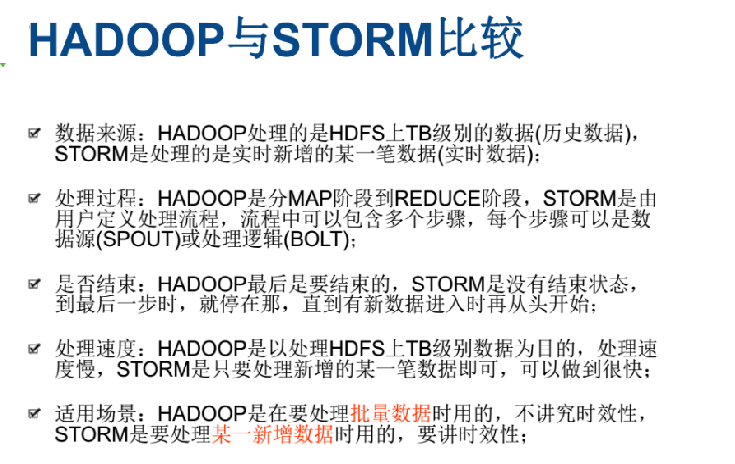 HADOOP与STORM比较
数据来源：HADOOP处理的是HDFS上TB级别的数据(历史数据)，
STORM是处理的是实时新增的某一笔数据(实时数据)；
处理过程：HADOOP是分MAP阶段到REDUCE阶段，STORM是由
用户定义处理流程，流程中可以包含多个步骤，每个步骤可以是数
据源(SPOUT)或处理逻辑(BOLT)；
是否结束：HADOOP最后是要结束的，STORM是没有结束状态，
到最后一步时，就停在那，直到有新数据进入时再从头开始；
处理速度：HADOOP是以处理HDFS上TB级别数据为目的，处理速
度慢，STORM是只要处理新增的某一笔数据即可，可以做到很快；
适用场景：HADOOP是在要处理批量数据时用的，不讲究时效性，
STORM是要处理某一新增数据时用的，要讲时效性；